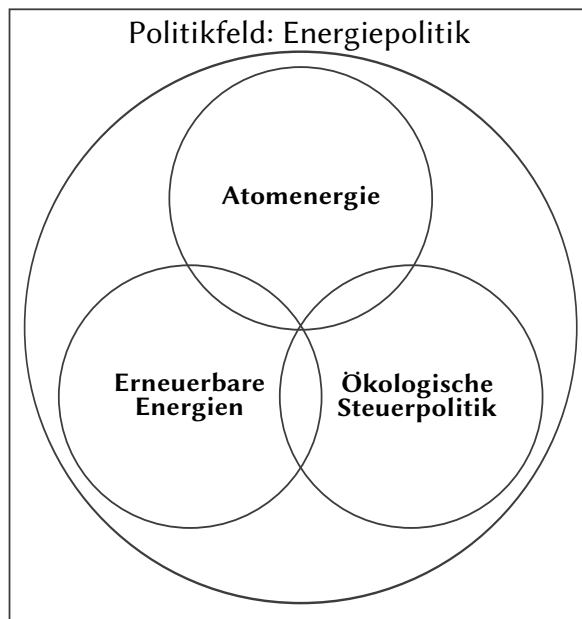 Politikfeld: Energiepolitik
Atomenergie
Erneuerbare
Energien
Ökologische
Steuerpolitik